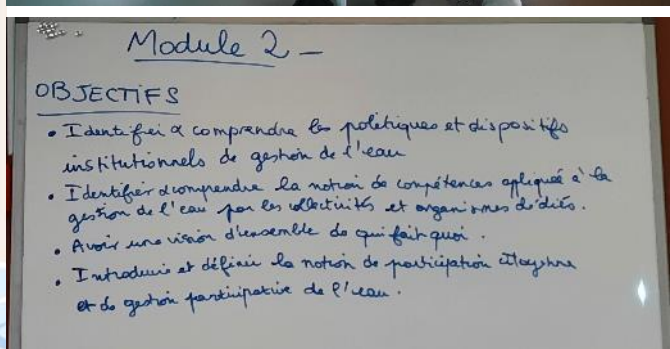 Module 2 -
OBJECTIFS
• Identifier & comprendre les politiques et dispositifs
institutionnels de gestion de l'eau
• Identifier & comprendre la notion de compétences appliquée à la
gestion de l'eau par les collectivités et organismes dédiés.
• Avoir une vision d'ensemble de qui fait quoi.
• Introduire et définir la notion de participation citoyenne
et de gestion participative de l'eau.